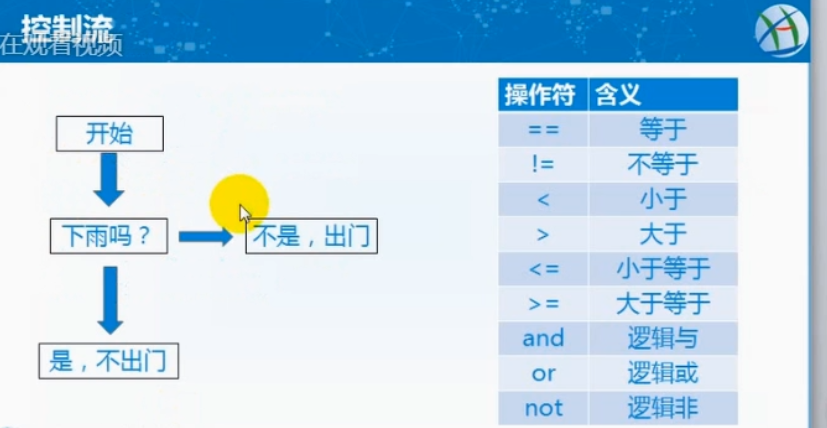 控制流
在观看视频
开始
下雨吗？
不是，出门
是，不出门
操作符 含义
== 等于
!= 不等于
< 小于
> 大于
<= 小于等于
>= 大于等于
and 逻辑与
or 逻辑或
not 逻辑非